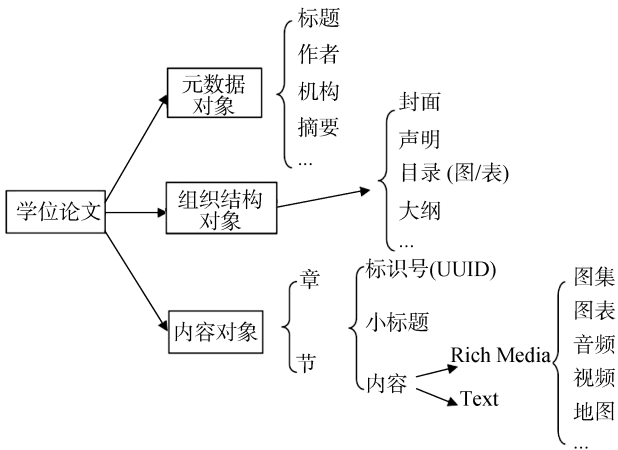 学位论文
元数据
对象
标题
作者
机构
摘要
...
组织结构
对象
封面
声明
目录 (图/表)
大纲
...
内容对象
章
节
标识号(UUID)
小标题
内容
Rich Media
Text
图集
图表
音频
视频
地图
...